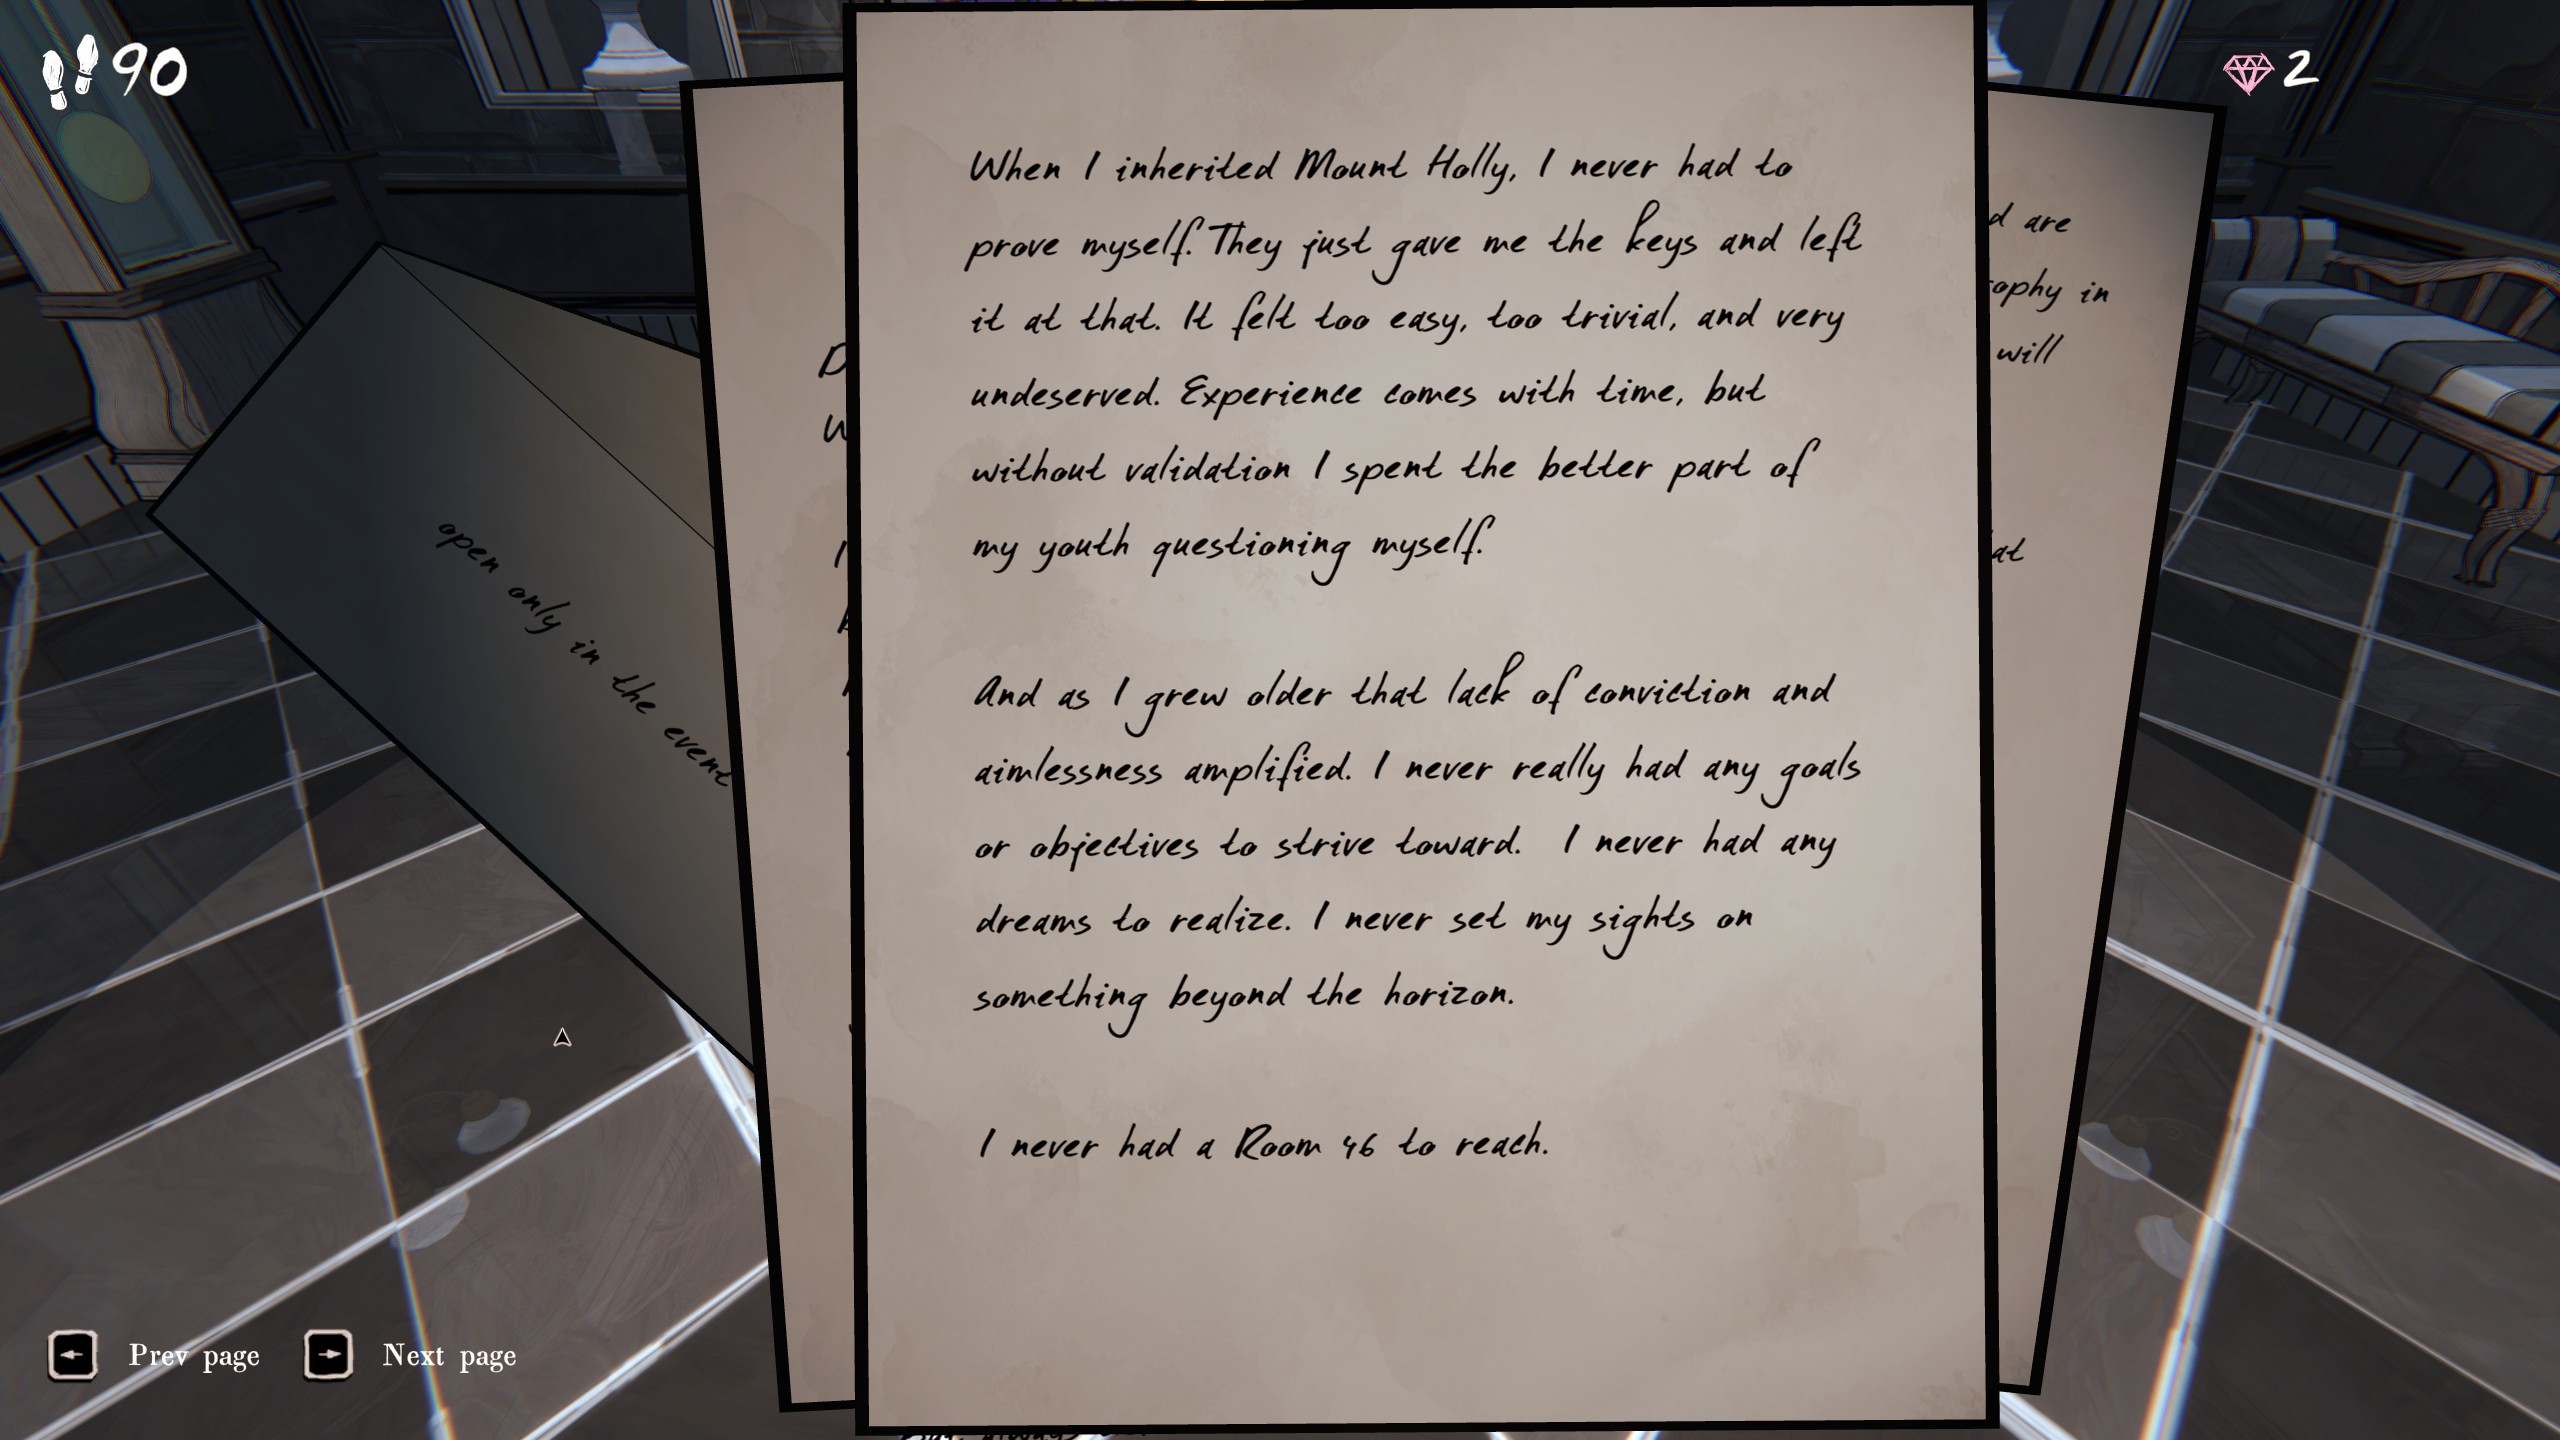 90
2
When I inherited Mount Holly, I never had to
prove myself. They just gave me the keys and left
it at that. It felt too easy, too trivial, and very
undeserved. Experience comes with time, but
without validation I spent the better part of
my youth questioning myself.
And as I grew older that lack of conviction and
aimlessness amplified. I never really had any goals
or objectives to strive toward. I never had any
dreams to realize. I never set my sights on
something beyond the horizon.
I never had a Room 46 to reach.
open only in the event
are
in
will
Prev page
Next page